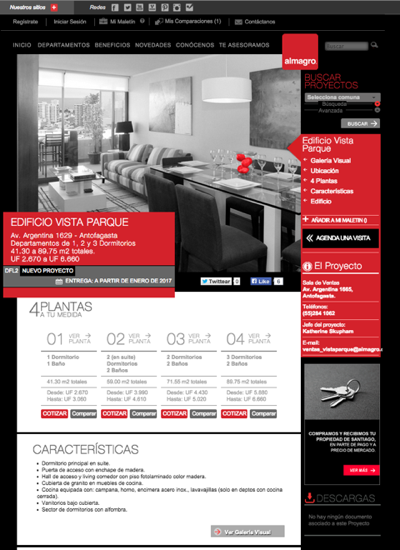 Nuestros sitios
Redes
Registrate
Iniciar Sesión
Mi Maletín
Mis Comparaciones (1)
Contáctenos
INICIO
DEPARTAMENTOS
BENEFICIOS
NOVEDADES
CONÓCENOS
TE ASESORAMOS
almagro
Buscar
BUSCAR
PROYECTOS
Selecciona comuna
Búsqueda
Avanzada
BUSCAR
Edificio Vista
Parque
Galería Visual
Ubicación
4 Plantas
Características
Edificio
AÑADIR A MI MALETIN ()
AGENDA UNA VISITA
EDIFICIO VISTA PARQUE
Av. Argentina 1629 - Antofagasta
Departamentos de 1, 2 y 3 Dormitorios
41.30 a 89.75 m2 totales.
UF 2.670 a UF 6.660
DFL2
NUEVO PROYECTO
ENTREGA: A PARTIR DE ENERO DE 2017
Twittear
0
Like
9
El Proyecto
Sala de Ventas
Av. Argentina 1665,
Antofagasta.
Teléfonos:
Jefe del proyecto:
Katherine Skupham
E-mail:
ventas_vistaparque@almagro.c
4 PLANTAS
A TU MEDIDA
01 VER PLANTA
02 VER PLANTA
03 VER PLANTA
04 VER PLANTA
1 Dormitorio
1 Baño
2 (en suite)
Dormitorios
2 Baños
2 Dormitorios
2 Baños
3 Dormitorios
2 Baños
41.30 m2 totales
59.00 m2 totales
71.55 m2 totales
89.75 m2 totales
Desde: UF 2.670
Hasta: UF 3.060
Desde: UF 3.990
Hasta: UF 4.610
Desde: UF 4.430
Hasta: UF 5.020
Hasta: UF 6.660
COTIZAR
Comparar
COTIZAR
Comparar
COTIZAR
Comparar
COTIZAR
Comparar
CARACTERÍSTICAS
Dormitorio principal en suite.
Puerta de acceso con enchape de madera.
Hall de acceso y living comedor con piso fotolaminado color madera.
Cubierta de granito en muebles de cocina.
Cocina equipada con: campana, horno, encimera acero inox., lavavajillas (solo en deptos con cocina
cerrada).
Vanitorios bajo cubierta.
Sector de dormitorios con alfombra.
Ver Galería Visual
COMPRAMOS Y RECIBIMOS TU
PROPIEDAD DE SANTIAGO,
EN PARTE DE PAGO Y A
PRECIO DE MERCADO.
VER MÁS
DESCARGAS
No hay ningún documento
asociado a este Proyecto